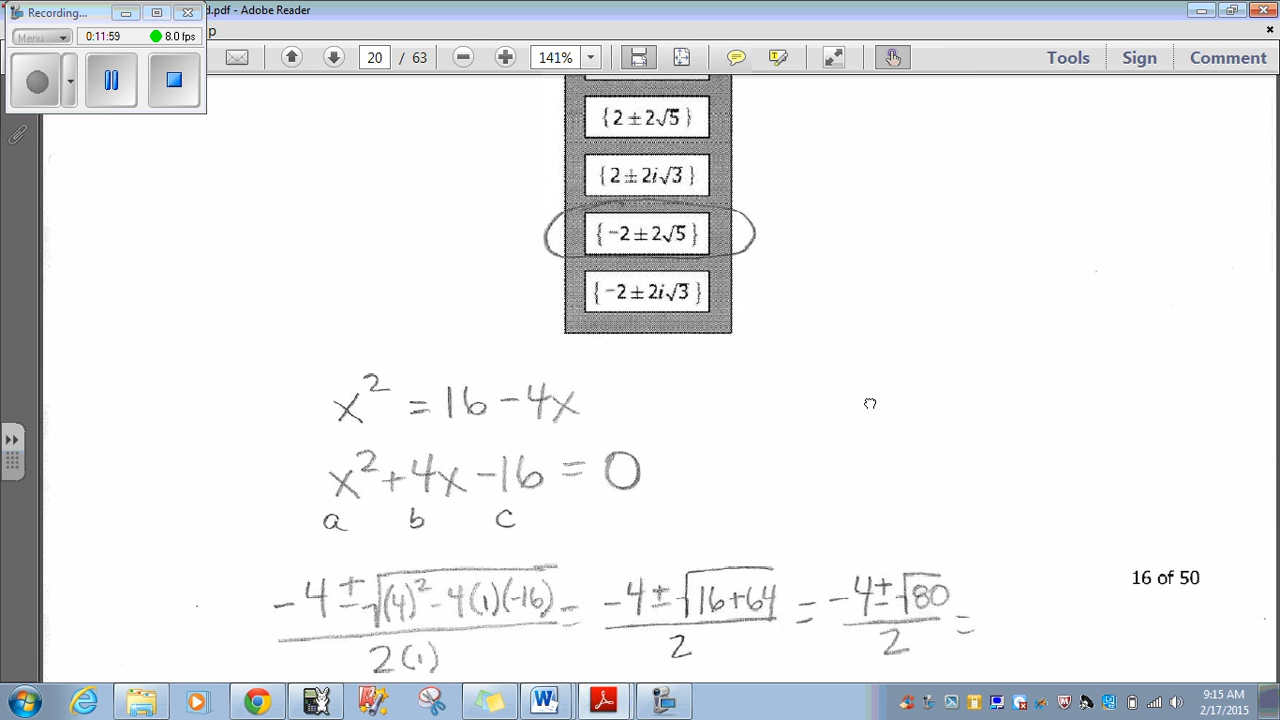 Recording...
d.pdf - Adobe Reader
Menu
0:11:59
8.0 fps
20 / 63
141%
Tools
Sign
Comment
{ 2 ± 2√5 }
{ 2 ± 2i√3 }
{ ⁻2 ± 2√5 }
{ ⁻2 ± 2i√3 }
x² = 16 - 4x
x² + 4x - 16 = 0
a b c
-4 ± √(4)² - 4(1)(-16) / 2(1) = -4 ± √16+64 / 2 = -4 ± √80 / 2 =
16 of 50
9:15 AM
2/17/2015